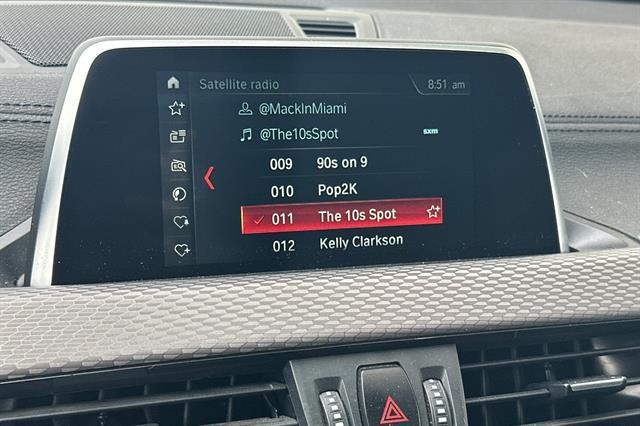 Satellite radio 8:51 am
@MackInMiami
@The10sSpot sxm
009 90s on 9
010 Pop2K
011 The 10s Spot
012 Kelly Clarkson